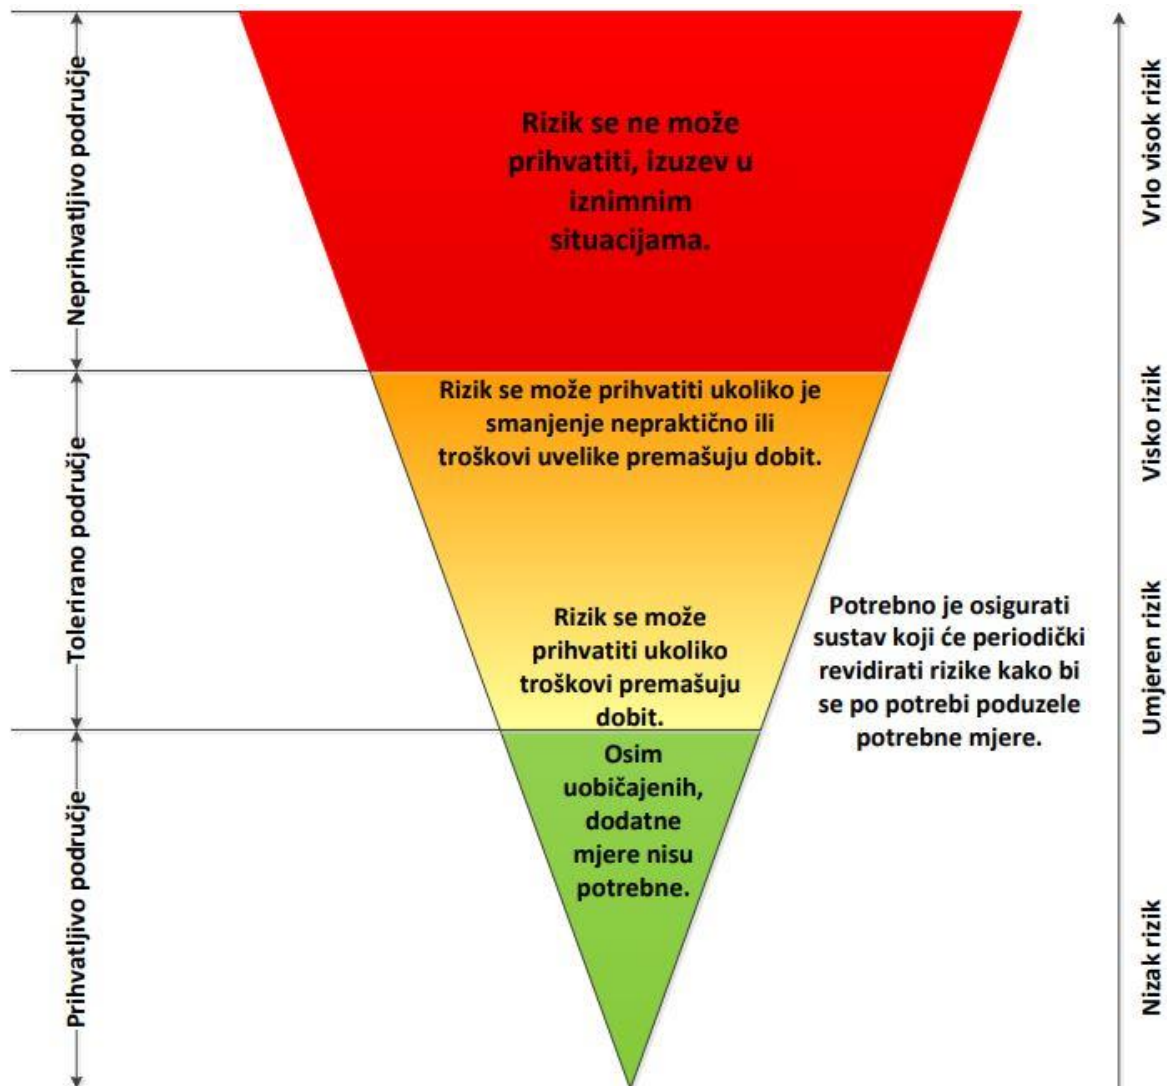 Neprihvatljivo područje
Tolerirano područje
Prihvatljivo područje
Rizik se ne može
prihvatiti, izuzev u
iznimnim
situacijama.
Rizik se može prihvatiti ukoliko je
smanjenje nepraktično ili
troškovi uvelike premašuju dobit.
Rizik se može
prihvatiti ukoliko
troškovi premašuju
dobit.
Osim
uobičajenih,
dodatne
mjere nisu
potrebne.
Potrebno je osigurati
sustav koji će periodički
revidirati rizike kako bi
se po potrebi poduzele
potrebne mjere.
Vrlo visok rizik
Visko rizik
Umjeren rizik
Nizak rizik